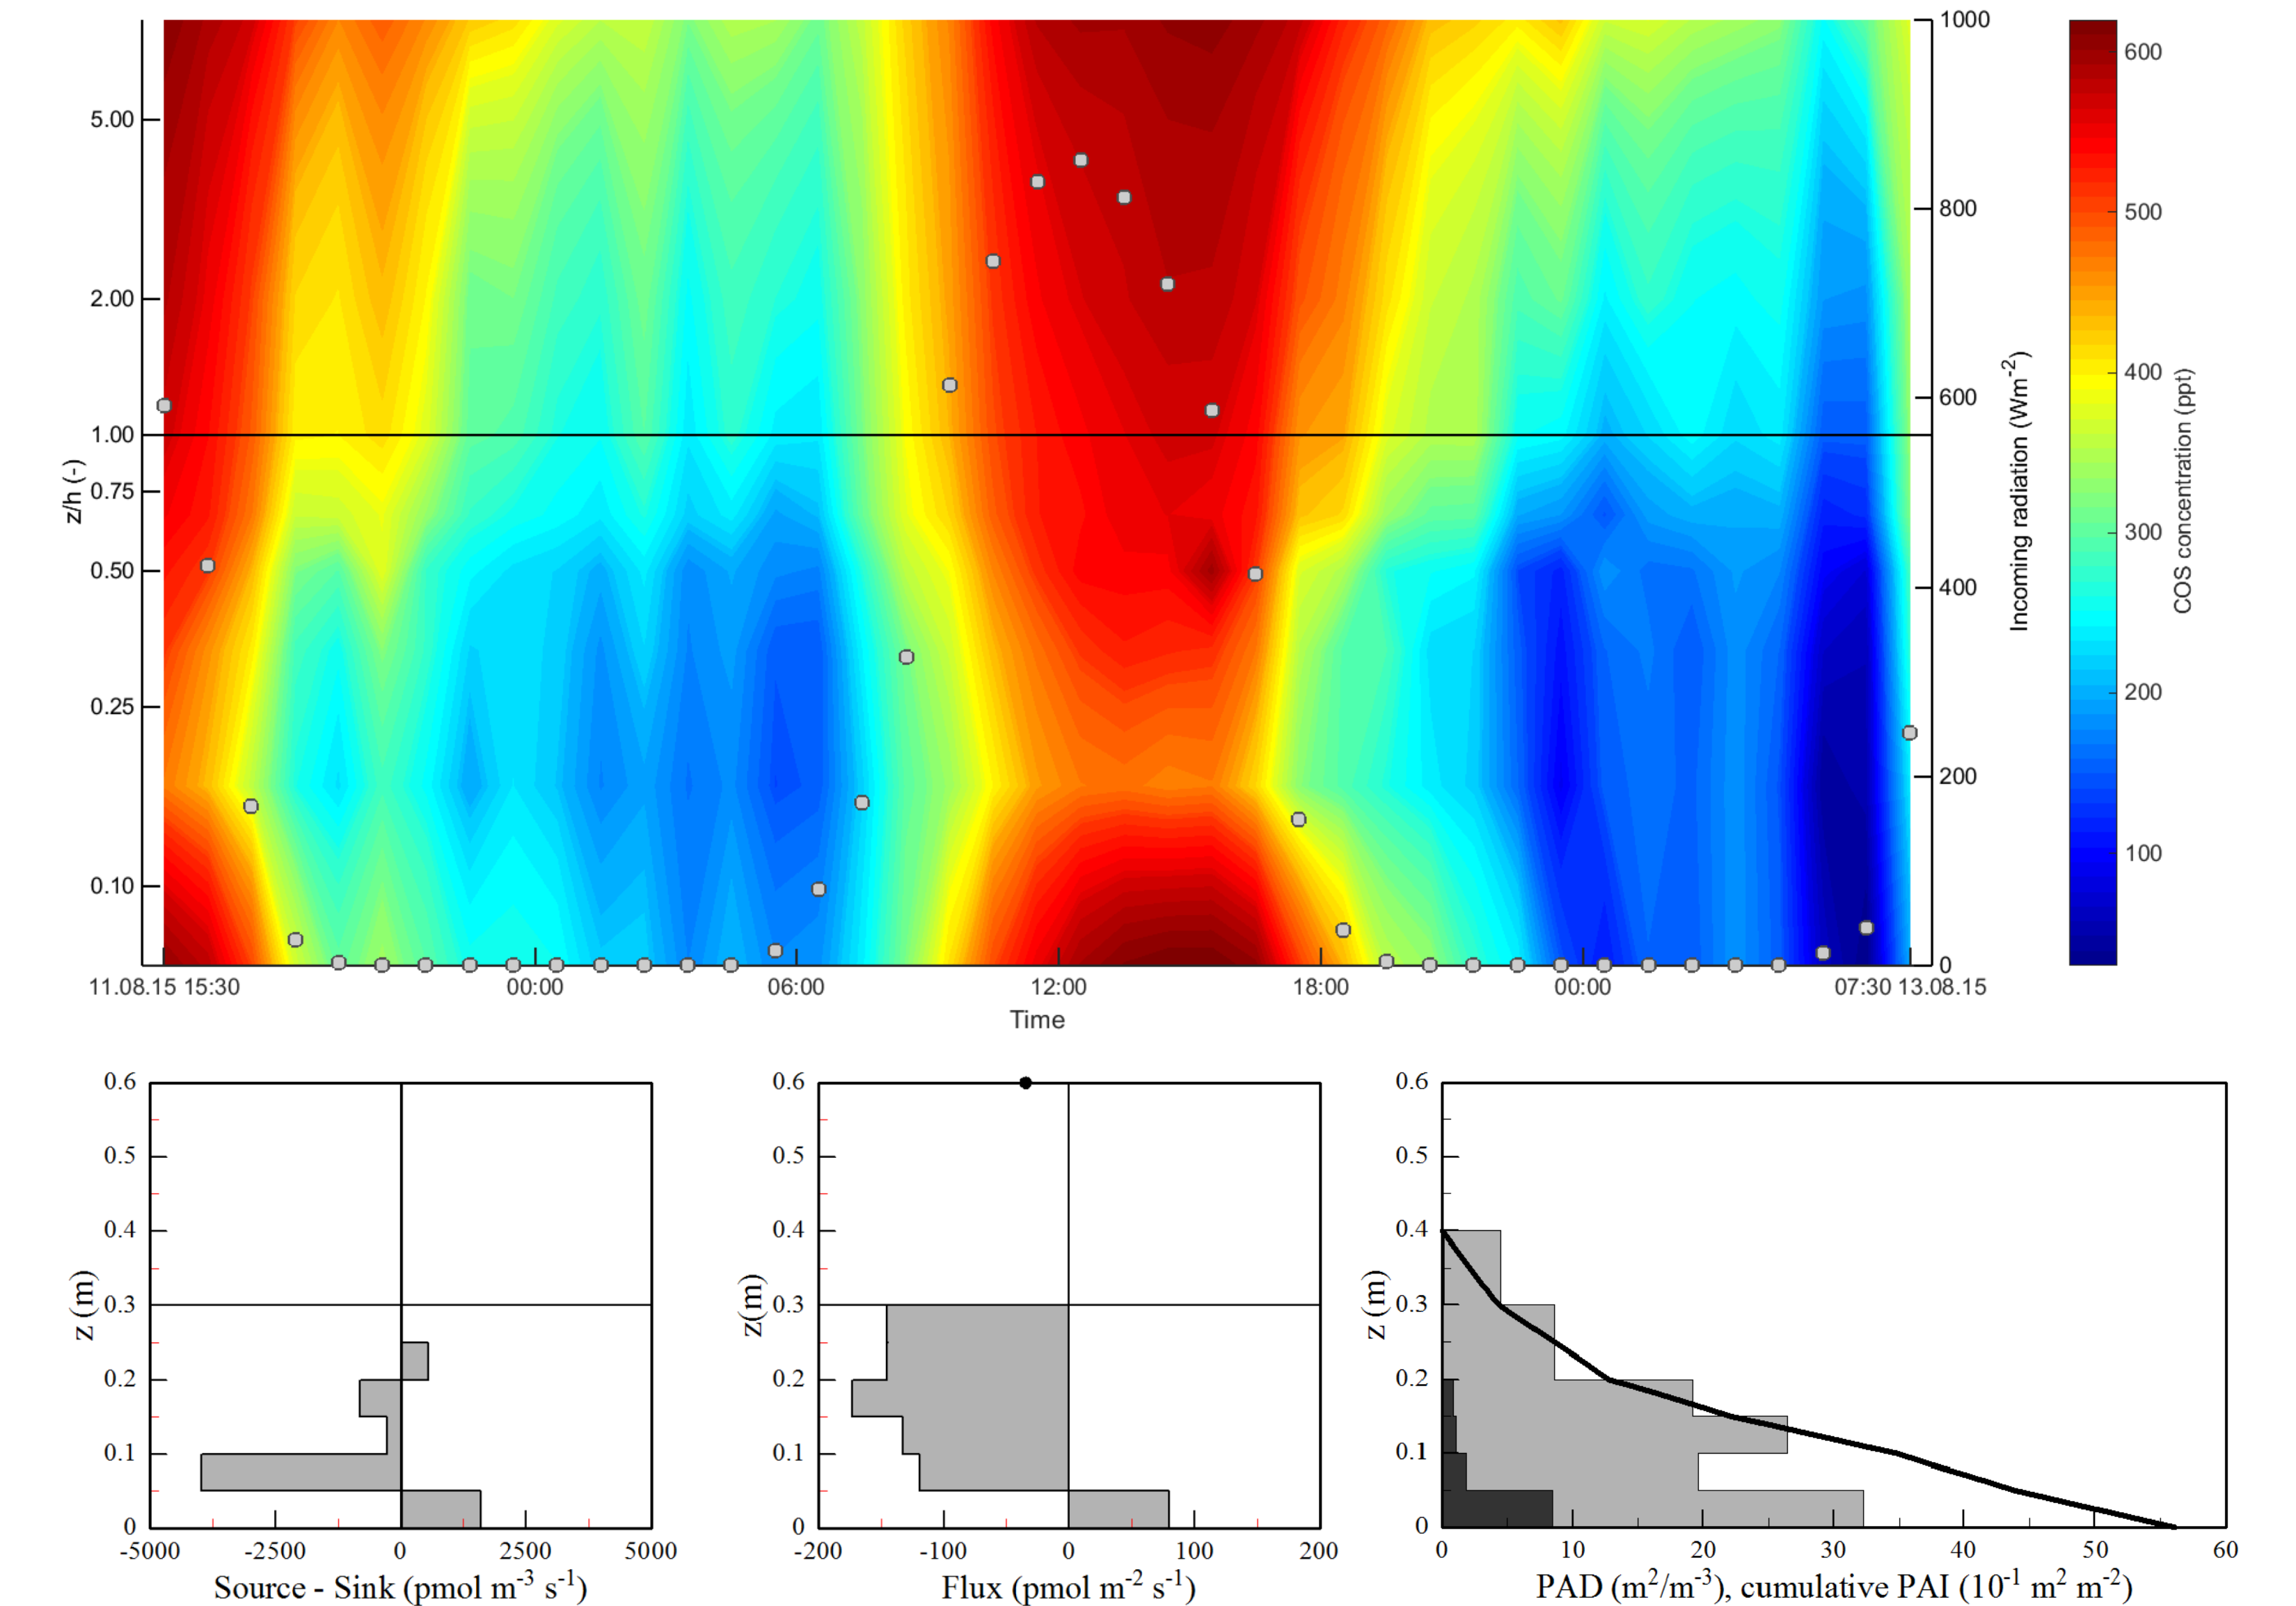 5.00
2.00
1.00
0.75
0.50
0.25
0.10
z/h (-)
11.08.15 15:30 00:00 06:00 12:00 18:00 00:00 07:30 13.08.15
Time
1000
800
600
400
200
0
Incoming radiation (Wm⁻²)
600
500
400
300
200
100
COS concentration (ppt)
0.6
0.5
0.4
0.3
0.2
0.1
0
z (m)
-5000 -2500 0 2500 5000
Source - Sink (pmol m⁻³ s⁻¹)
0.6
0.5
0.4
0.3
0.2
0.1
0
z(m)
-200 -100 0 100 200
Flux (pmol m⁻² s⁻¹)
0.6
0.5
0.4
0.3
0.2
0.1
0
z (m)
0 10 20 30 40 50 60
PAD (m²/m⁻³), cumulative PAI (10⁻¹ m² m⁻²)